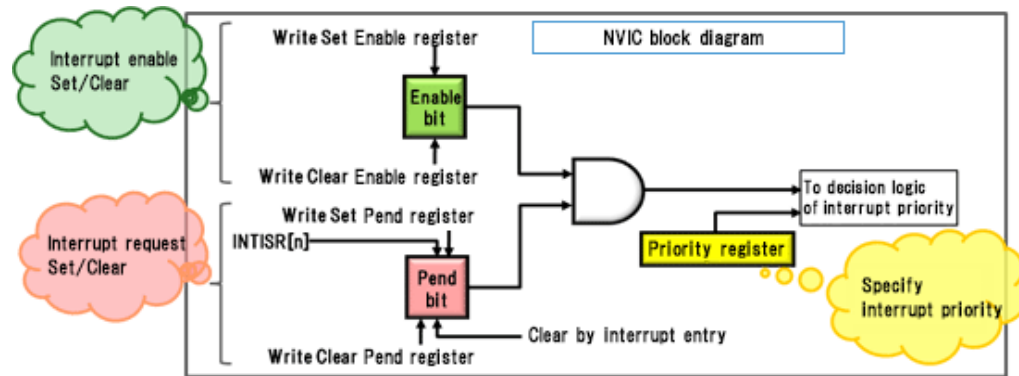 Interrupt enable
Set/Clear
Write Set Enable register
NVIC block diagram
Enable
bit
Write Clear Enable register
Interrupt request
Set/Clear
Write Set Pend register
INTISR[n]
Pend
bit
Clear by interrupt entry
Write Clear Pend register
To decision logic
of interrupt priority
Priority register
Specify
interrupt priority